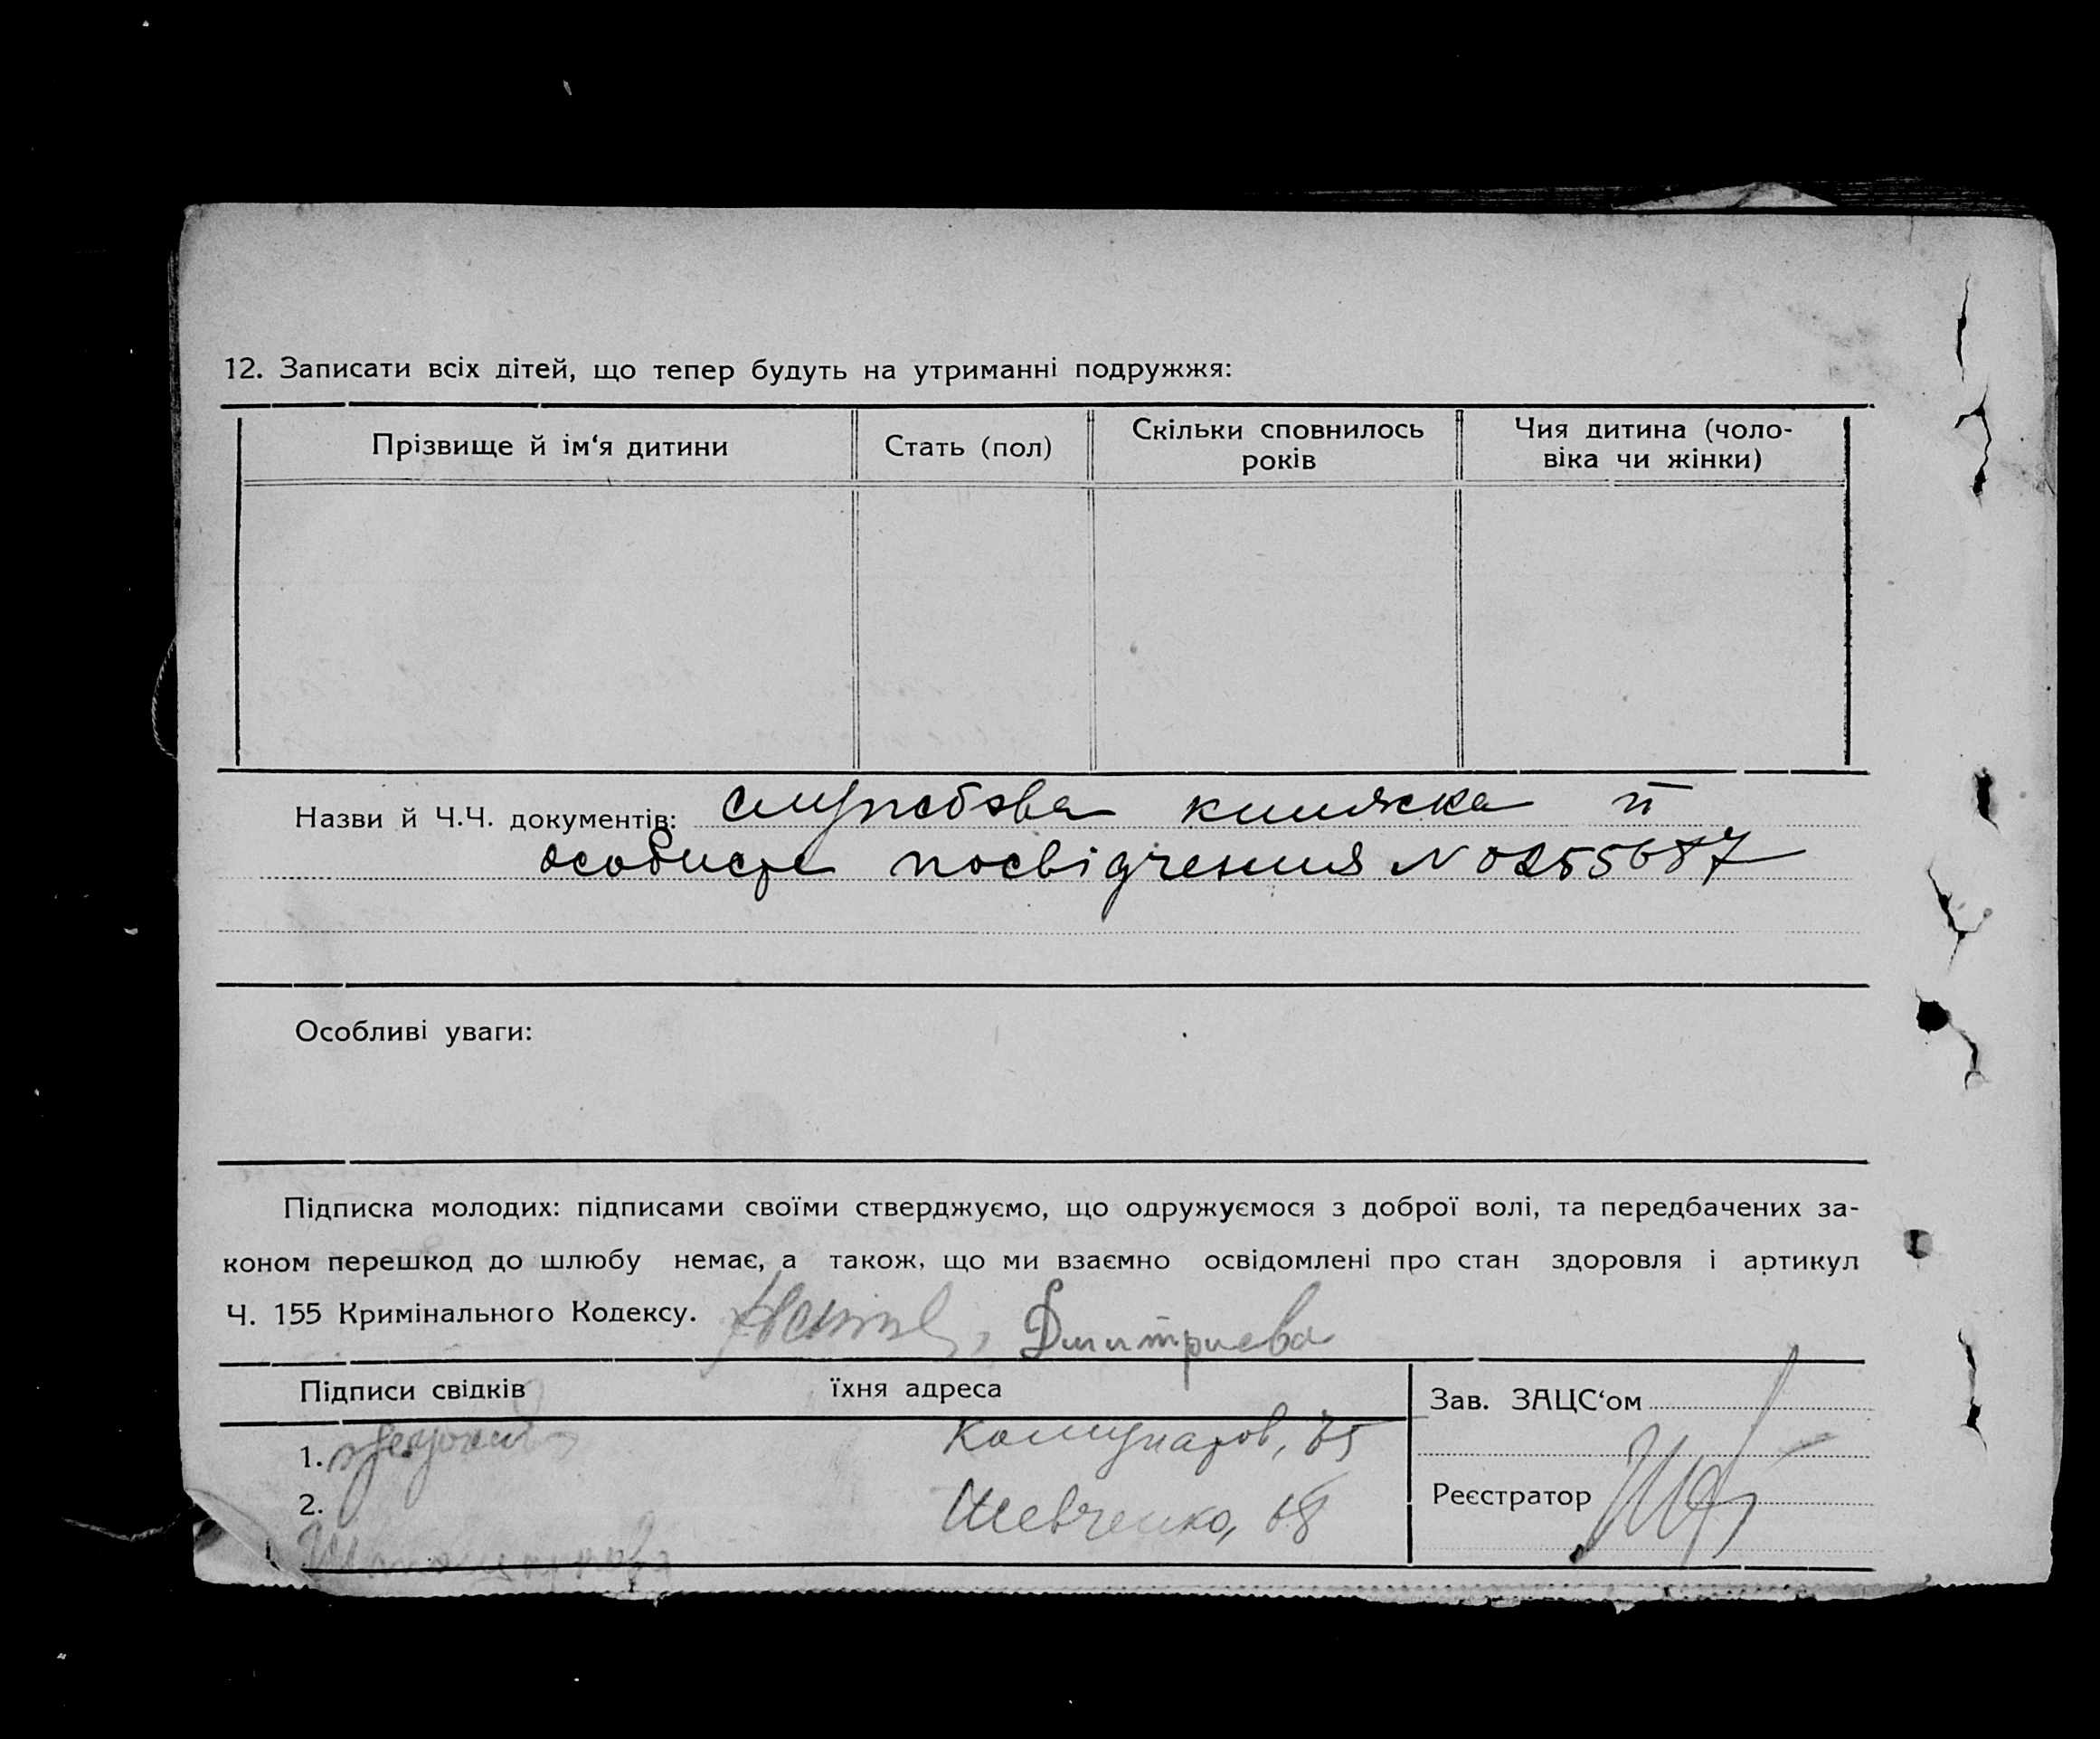 12. Записати всіх дітей, що тепер будуть на утриманні подружжя:
Прізвище й ім‘я дитини
Стать (пол)
Скільки сповнилось
років
Чия дитина (чоло-
віка чи жінки)
Назви й Ч.Ч. документів: службова книжка й
особисте посвідчення N 0255687
Особливі уваги:
Підписка молодих: підписами своїми стверджуємо, що одружуємося з доброї волі, та передбачених за-
коном перешкод до шлюбу немає, а також, що ми взаємно освідомлені про стан здоровля і артикул
Ч. 155 Кримінального Кодексу. Дмитриева
Підписи свідків
їхня адреса
Зав. ЗАЦС‘ом
1. Комунаров, 75
2. Шевченко, 68
Реєстратор